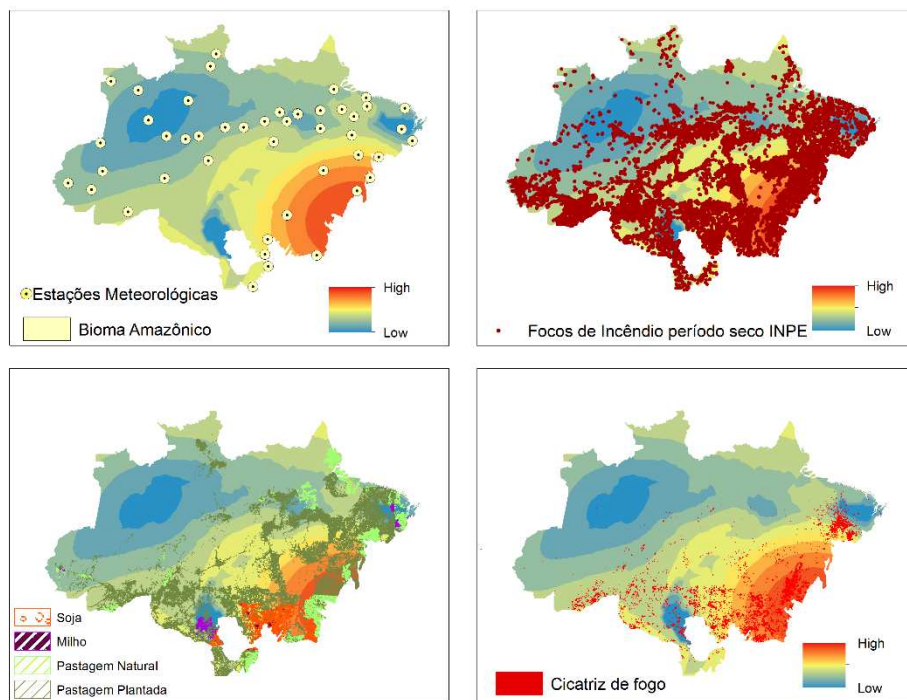 Estações Meteorológicas
Bioma Amazônico
High
Low
Focos de Incêndio período seco INPE
High
Low
Soja
Milho
Pastagem Natural
Pastagem Plantada
Cicatriz de fogo
High
Low